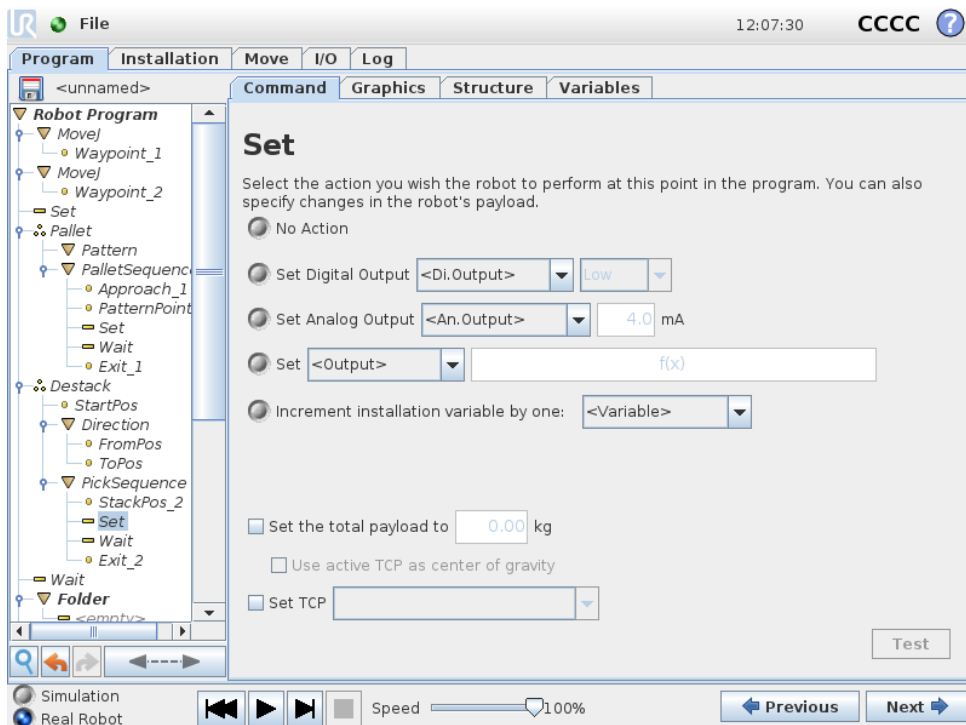 UR File 12:07:30 CCCC ?
Program Installation Move I/O Log
<unnamed>
Command Graphics Structure Variables
Robot Program
MoveJ
Waypoint_1
MoveJ
Waypoint_2
Set
Pallet
Pattern
PalletSequenc
Approach_1
PatternPoint
Set
Wait
Exit_1
Destack
StartPos
Direction
FromPos
ToPos
PickSequence
StackPos_2
Set
Wait
Exit_2
Wait
Folder
<empty>
Set
Select the action you wish the robot to perform at this point in the program. You can also
specify changes in the robot's payload.
No Action
Set Digital Output <Di.Output> Low
Set Analog Output <An.Output> 4.0 mA
Set <Output> f(x)
Increment installation variable by one: <Variable>
Set the total payload to 0.00 kg
Use active TCP as center of gravity
Set TCP
Test
Simulation
Real Robot
Speed 100%
Previous Next